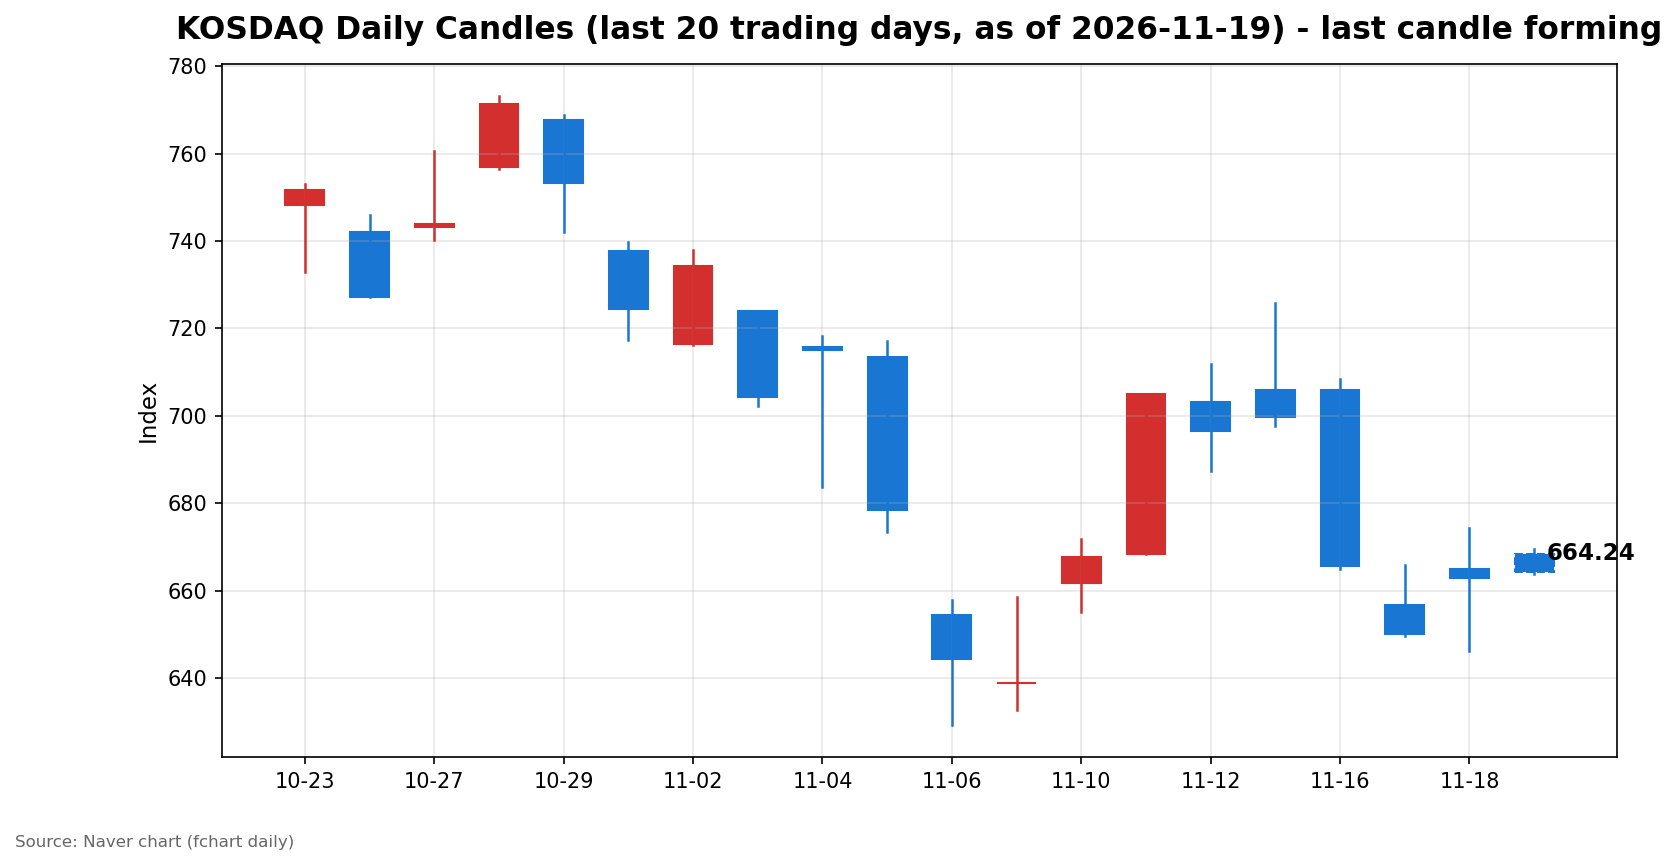 KOSDAQ Daily Candles (last 20 trading days, as of 2026-11-19) - last candle forming
780
760
740
720
700
680
660
640
Index
664.24
10-23 10-27 10-29 11-02 11-04 11-06 11-10 11-12 11-16 11-18
Source: Naver chart (fchart daily)